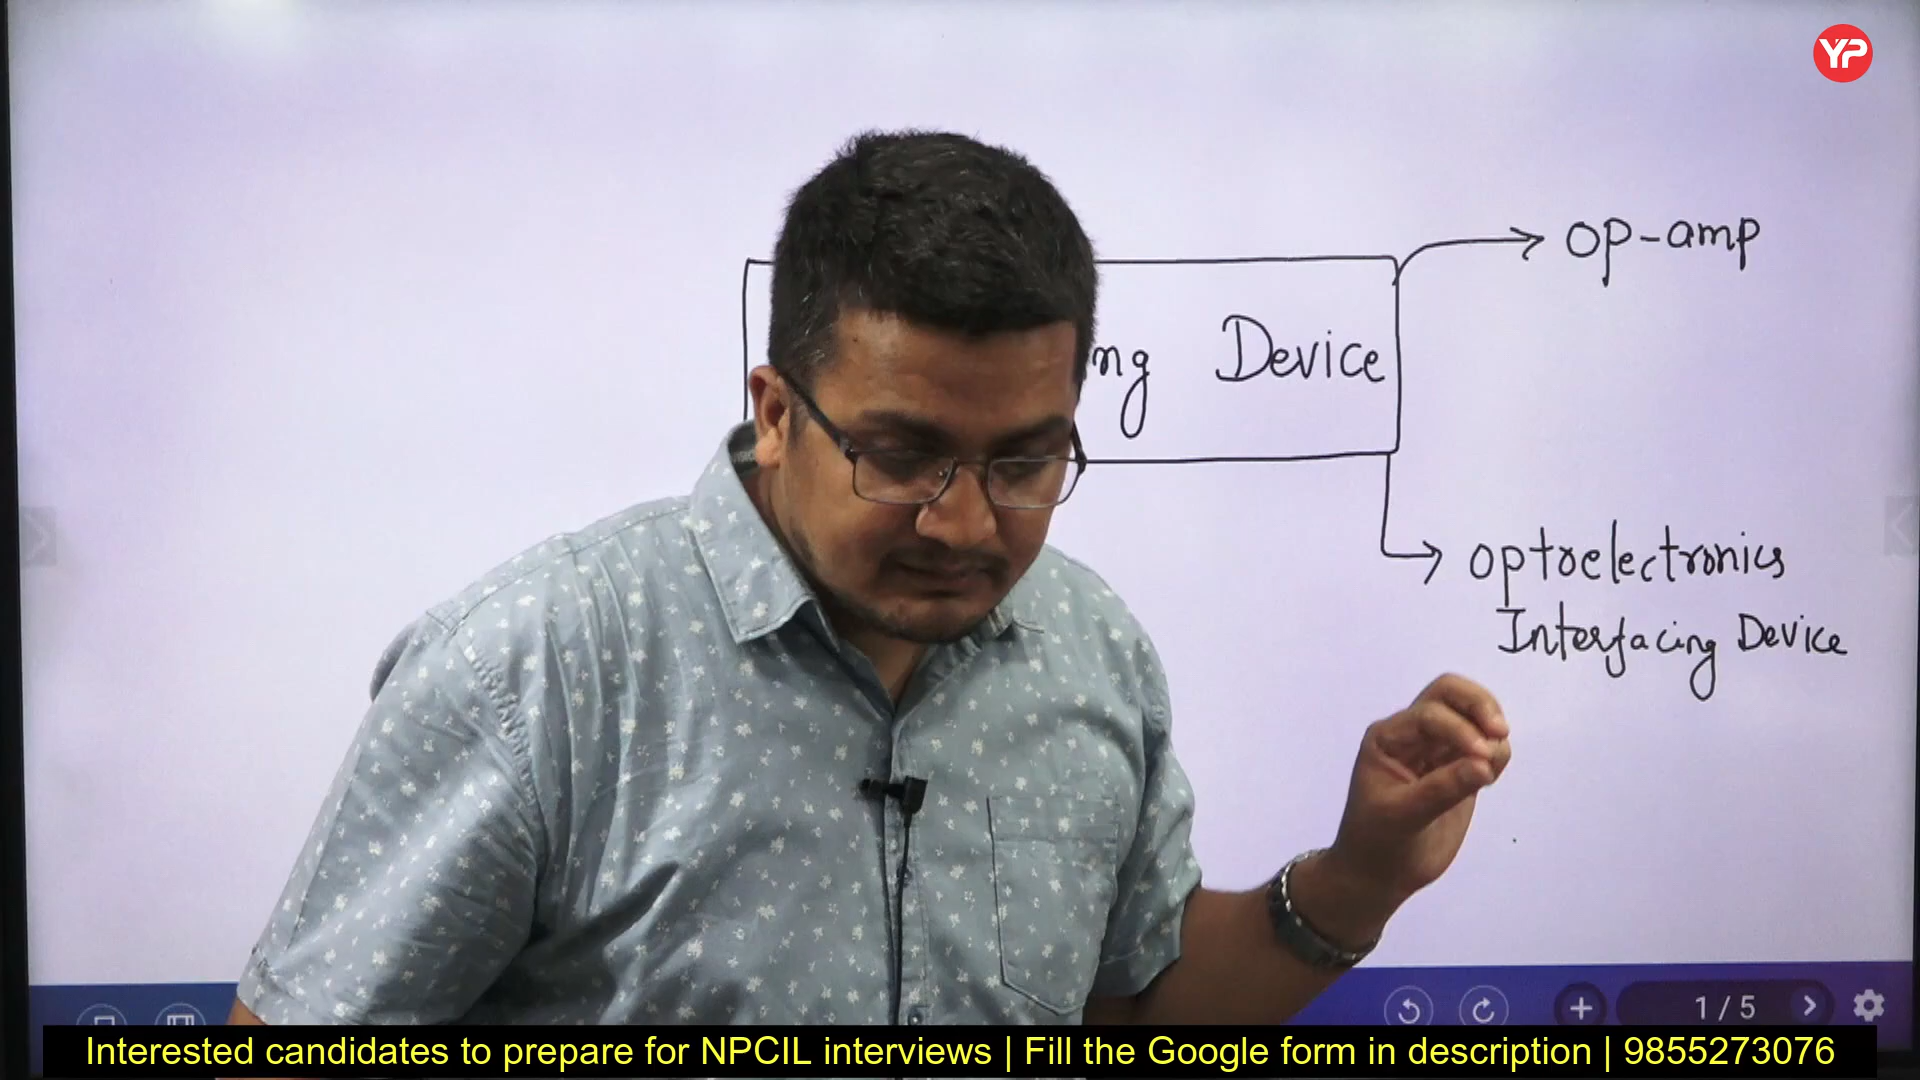 YP
op-amp
ng Device
optoelectronics
Interfacing Device
1/5
Interested candidates to prepare for NPCIL interviews | Fill the Google form in description | 9855273076